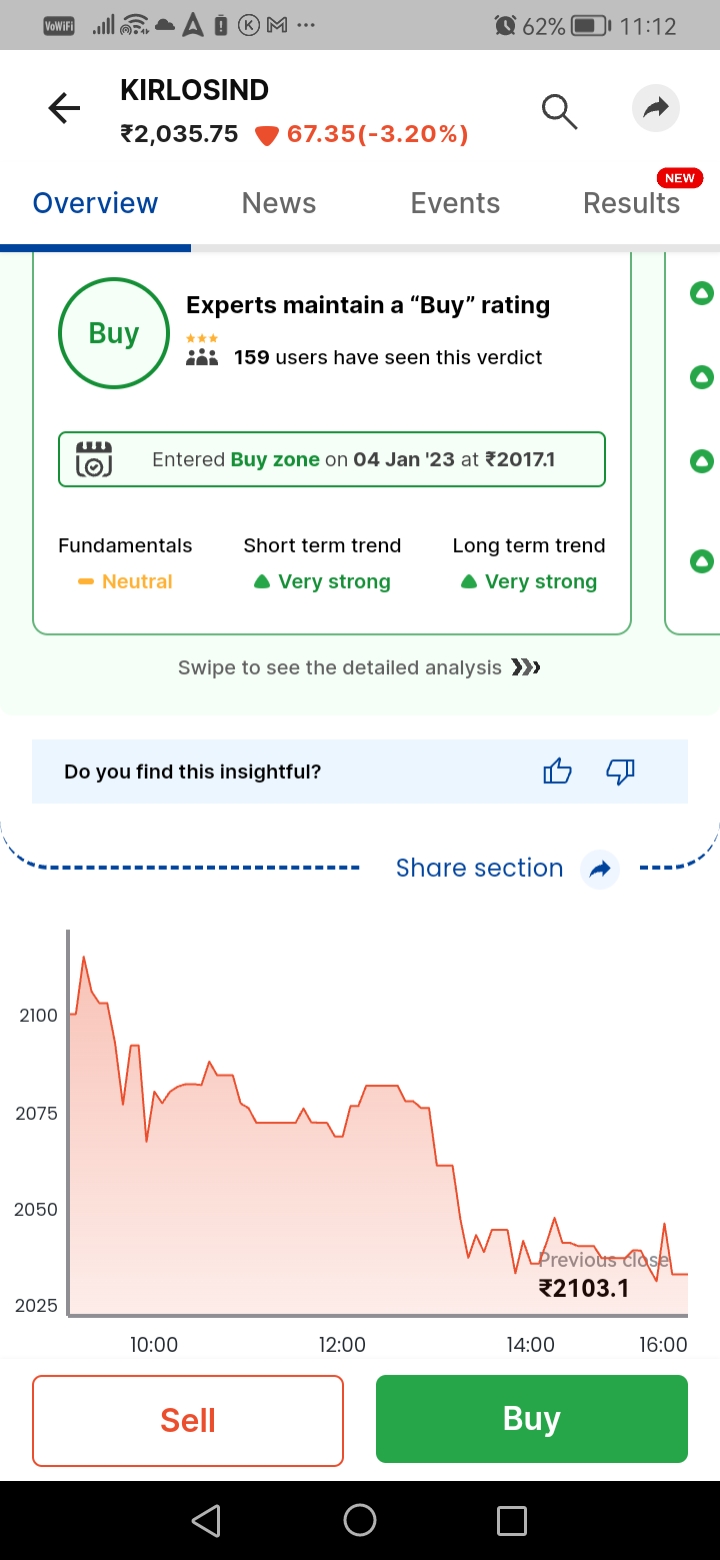 VoWiFi K 62% 11:12
KIRLOSIND
₹2,035.75 67.35(-3.20%)
NEW
Overview News Events Results
Buy
Experts maintain a “Buy” rating
159 users have seen this verdict
Entered Buy zone on 04 Jan '23 at ₹2017.1
Fundamentals Short term trend Long term trend
Neutral Very strong Very strong
Swipe to see the detailed analysis
Do you find this insightful?
Share section
2100
2075
2050
2025
Previous close
₹2103.1
10:00 12:00 14:00 16:00
Sell Buy